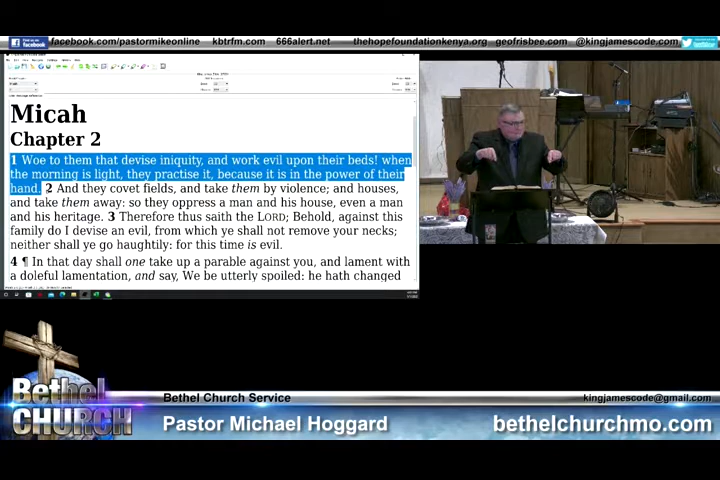 facebook.com/pastormikeonline kbtrfm.com 666alert.net thehopefoundationkenya.org geofrisbee.com @kingjamescode.com
facebook
twitter
Micah
Chapter 2
1 Woe to them that devise iniquity, and work evil upon their beds! when
the morning is light, they practise it, because it is in the power of their
hand. 2 And they covet fields, and take them by violence; and houses,
and take them away: so they oppress a man and his house, even a man
and his heritage. 3 Therefore thus saith the LORD; Behold, against this
family do I devise an evil, from which ye shall not remove your necks;
neither shall ye go haughtily: for this time is evil.
4 ¶ In that day shall one take up a parable against you, and lament with
a doleful lamentation, and say, We be utterly spoiled: he hath changed
Bethel
CHURCH
Bethel Church Service
kingjamescode@gmail.com
Pastor Michael Hoggard
bethelchurchmo.com